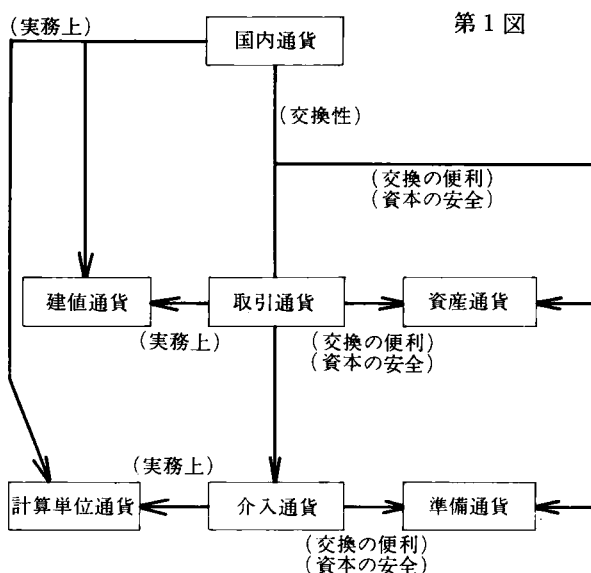 (実務上)
国内通貨
第1図
(交換性)
(交換の便利)
(資本の安全)
建値通貨
取引通貨
資産通貨
(実務上)
(交換の便利)
(資本の安全)
(実務上)
計算単位通貨
介入通貨
準備通貨
(交換の便利)
(資本の安全)